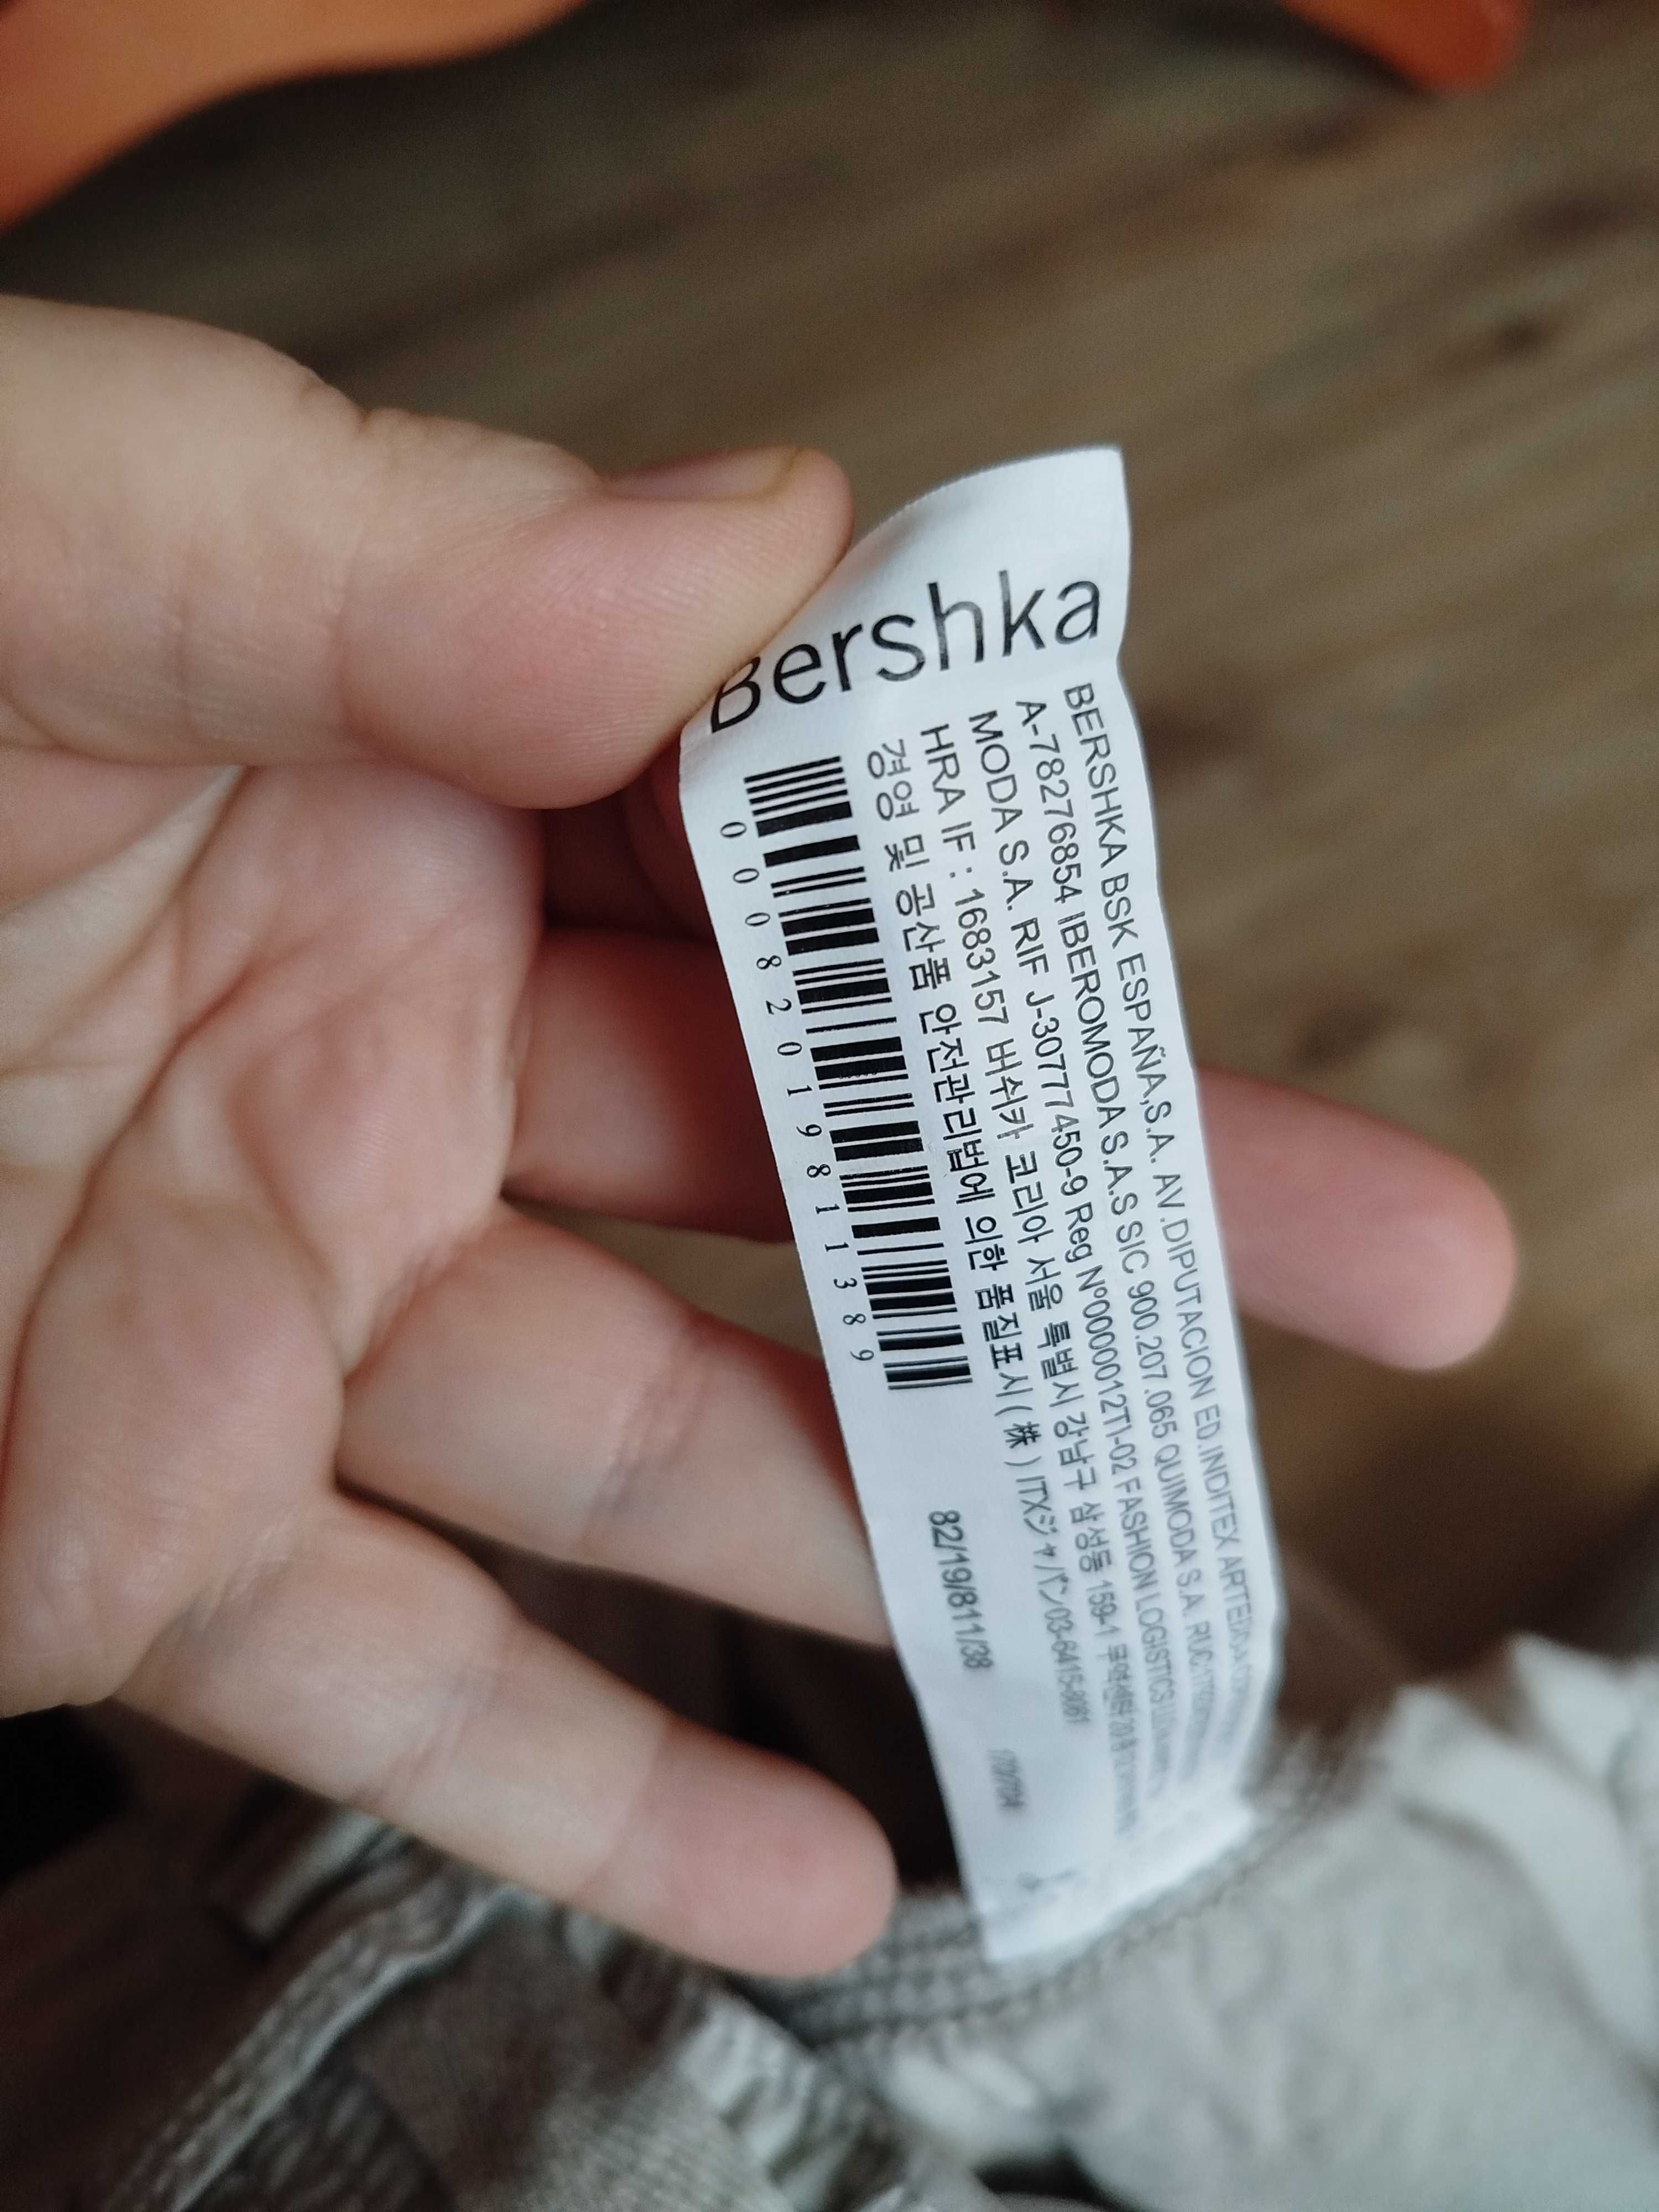 Bershka
BERSHKA BSK ESPAÑA,S.A. AV.DIPUTACION ED.INDITEX ARTEIXO
A-78276854 IBEROMODA S.A.S SIC 900.207.065 QUIMODA S.A.
MODA S.A. RIF J-30777450-9 Reg Nº000012TI-02 FASHION LOGISTICS
HRA IF : 1683157 버쉬카 코리아 서울 특별시 강남구 삼성동 159-1
경영 및 공산품 안전관리법에 의한 품질표시 ( 株 ) ITXジャパン03-6415-8061
0 0 0 8 2 0 1 9 8 1 1 3 8 9
82/19/811/38